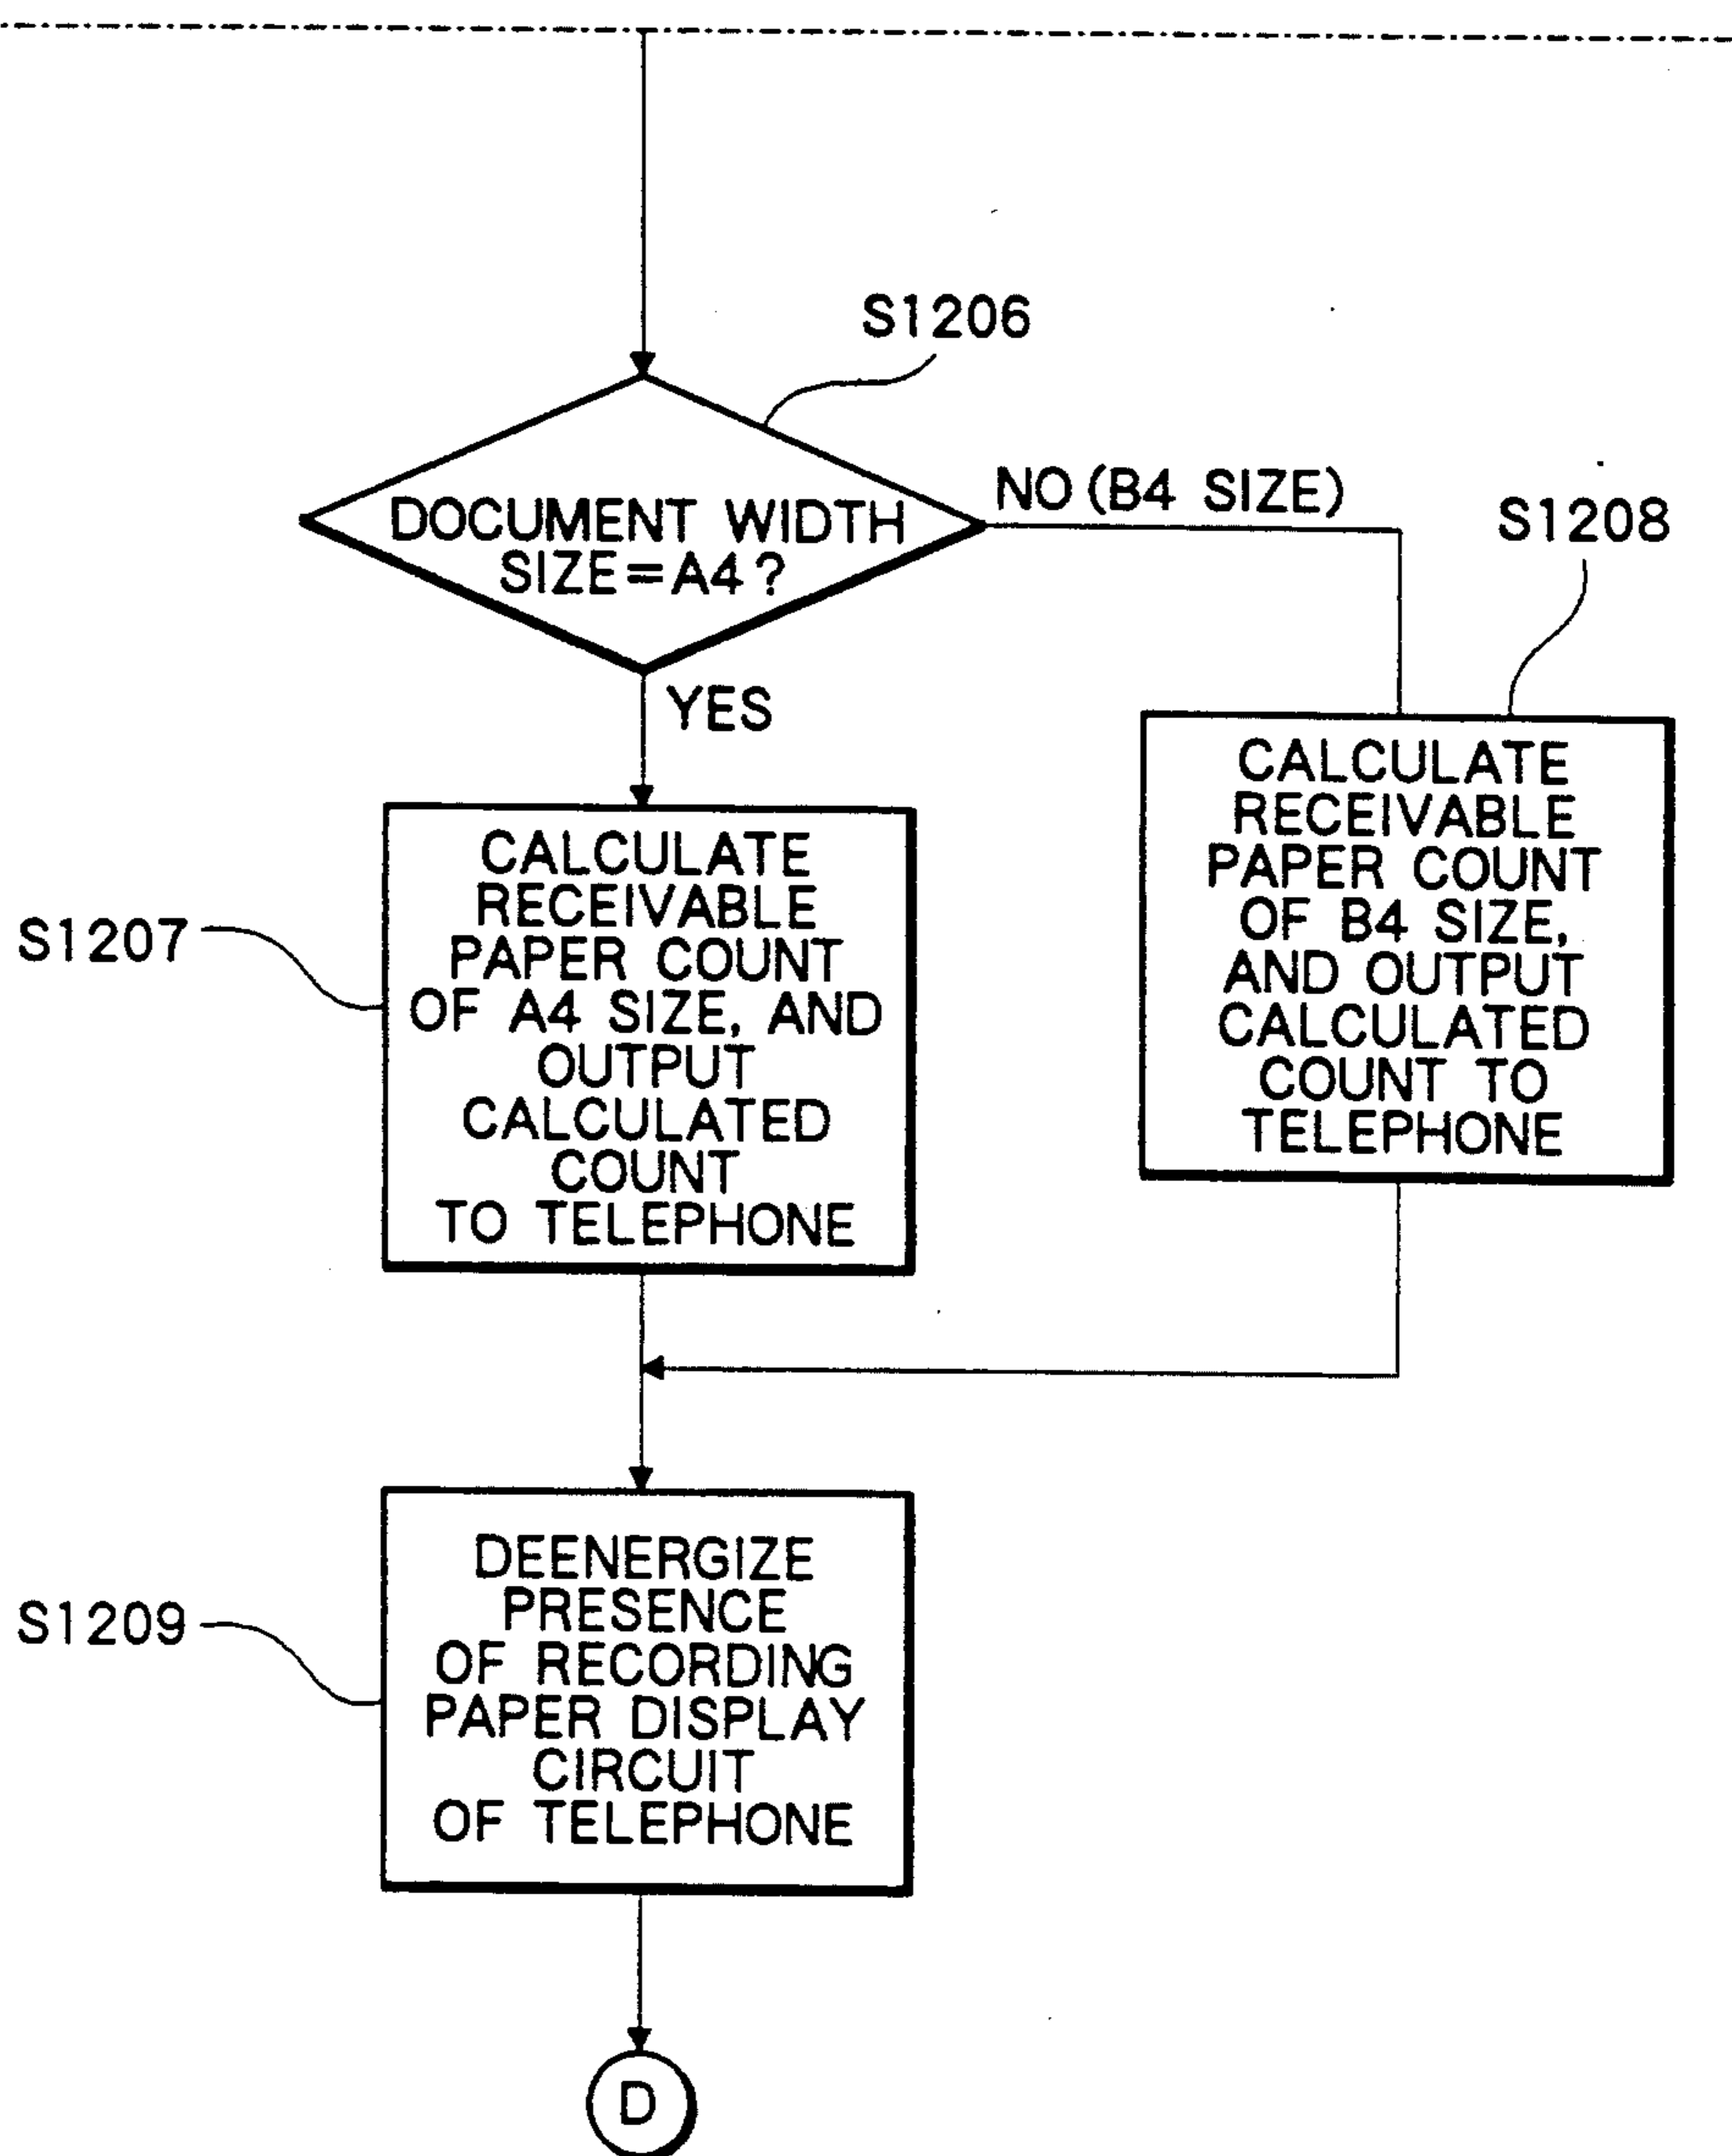 S1206
DOCUMENT WIDTH
SIZE=A4?
NO (B4 SIZE)
YES
S1208
CALCULATE
RECEIVABLE
PAPER COUNT
OF B4 SIZE,
AND OUTPUT
CALCULATED
COUNT TO
TELEPHONE
S1207
CALCULATE
RECEIVABLE
PAPER COUNT
OF A4 SIZE, AND
OUTPUT
CALCULATED
COUNT
TO TELEPHONE
S1209
DEENERGIZE
PRESENCE
OF RECORDING
PAPER DISPLAY
CIRCUIT
OF TELEPHONE
D